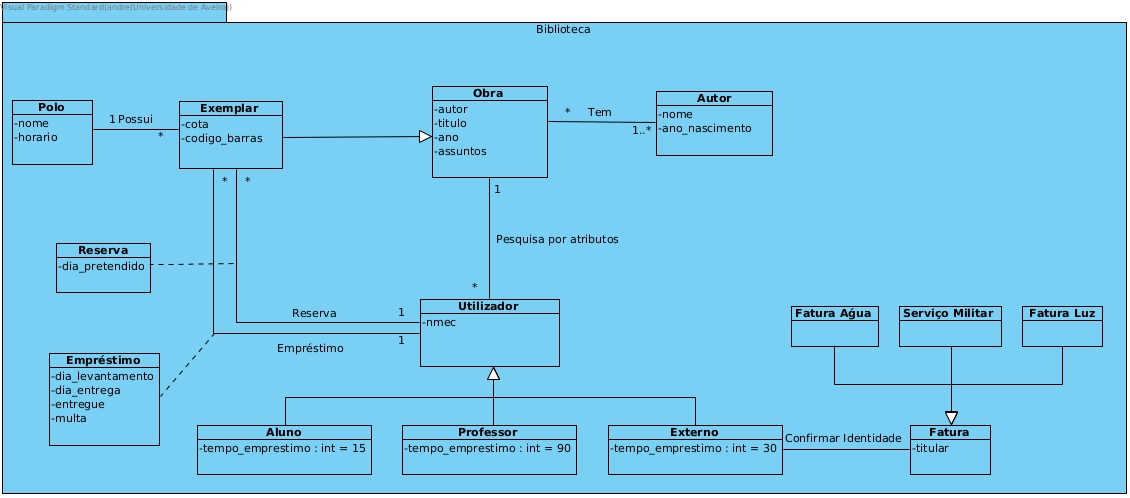 Visual Paradigm Standard(andre(Universidade de Aveiro))
Biblioteca
Polo
-nome
-horario
1 Possui
*
Exemplar
-cota
-codigo_barras
Obra
-autor
-titulo
-ano
-assuntos
* Tem
1..*
Autor
-nome
-ano_nascimento
* *
1
Pesquisa por atributos
*
Reserva
-dia_pretendido
Reserva 1
Empréstimo 1
Utilizador
-nmec
Empréstimo
-dia_levantamento
-dia_entrega
-entregue
-multa
Fatura Água
Serviço Militar
Fatura Luz
Aluno
-tempo_emprestimo : int = 15
Professor
-tempo_emprestimo : int = 90
Externo
-tempo_emprestimo : int = 30
Confirmar Identidade
Fatura
-titular